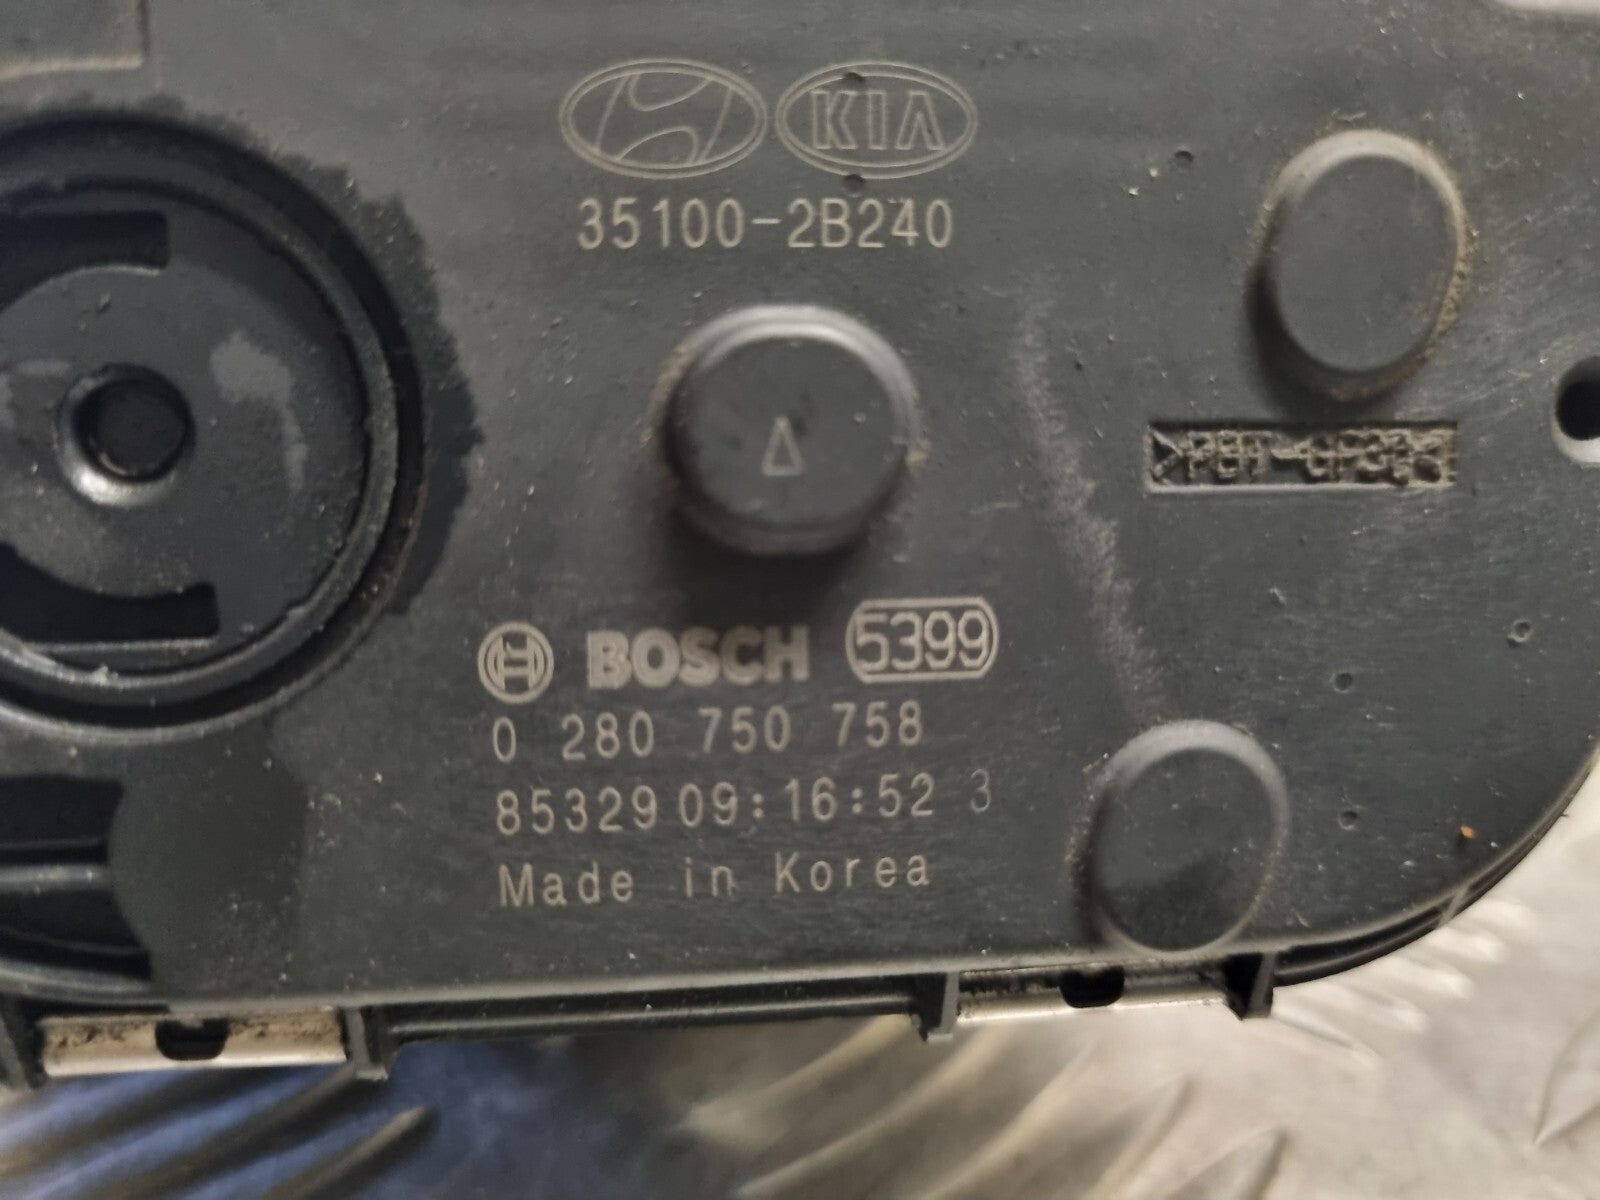 KIA
35100-2B240
Δ
BOSCH 5399
0 280 750 758
85329 09:16:52 3
Made in Korea